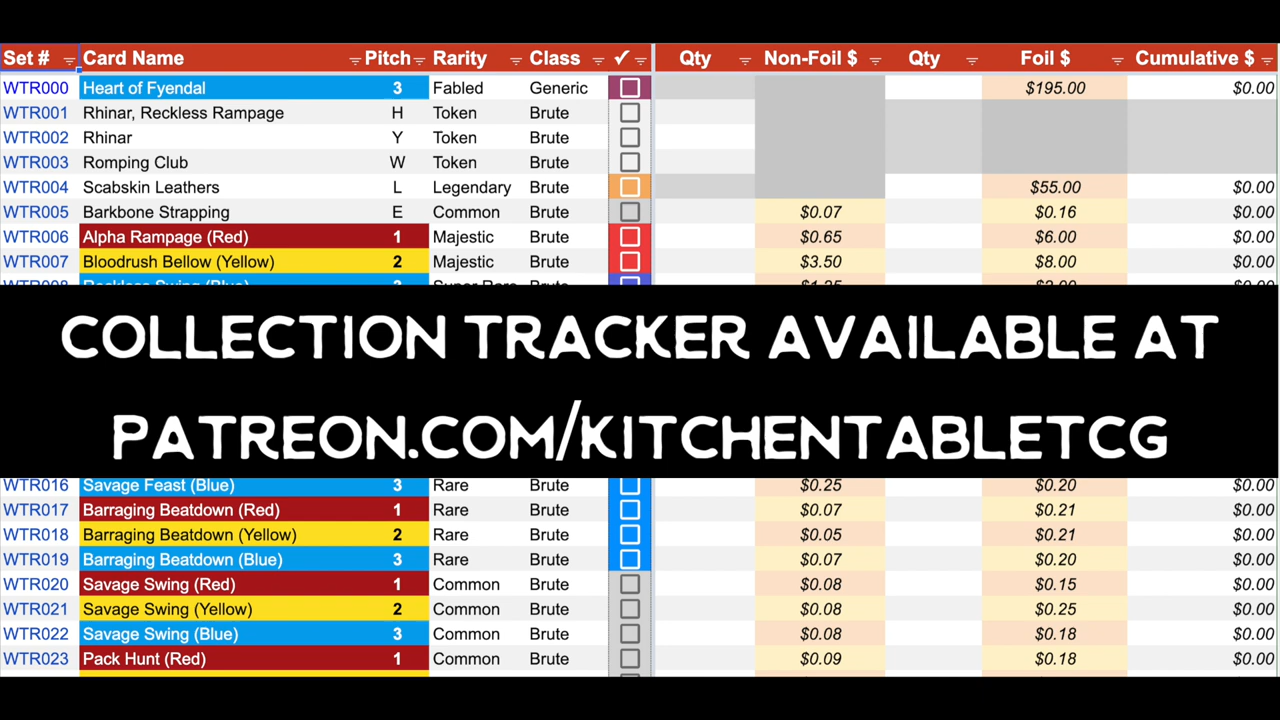 Set # Card Name Pitch Rarity Class ✓ Qty Non-Foil $ Qty Foil $ Cumulative $
WTR000 Heart of Fyendal 3 Fabled Generic $195.00 $0.00
WTR001 Rhinar, Reckless Rampage H Token Brute
WTR002 Rhinar Y Token Brute
WTR003 Romping Club W Token Brute
WTR004 Scabskin Leathers L Legendary Brute $55.00 $0.00
WTR005 Barkbone Strapping E Common Brute $0.07 $0.16 $0.00
WTR006 Alpha Rampage (Red) 1 Majestic Brute $0.65 $6.00 $0.00
WTR007 Bloodrush Bellow (Yellow) 2 Majestic Brute $3.50 $8.00 $0.00
WTR008 Reckless Swing (Blue) 3 Super Rare Brute $0.00
COLLECTION TRACKER AVAILABLE AT
PATREON.COM/KITCHENTABLETCG
WTR016 Savage Feast (Blue) 3 Rare Brute $0.25 $0.20 $0.00
WTR017 Barraging Beatdown (Red) 1 Rare Brute $0.07 $0.21 $0.00
WTR018 Barraging Beatdown (Yellow) 2 Rare Brute $0.05 $0.21 $0.00
WTR019 Barraging Beatdown (Blue) 3 Rare Brute $0.07 $0.20 $0.00
WTR020 Savage Swing (Red) 1 Common Brute $0.08 $0.15 $0.00
WTR021 Savage Swing (Yellow) 2 Common Brute $0.08 $0.25 $0.00
WTR022 Savage Swing (Blue) 3 Common Brute $0.08 $0.18 $0.00
WTR023 Pack Hunt (Red) 1 Common Brute $0.09 $0.18 $0.00